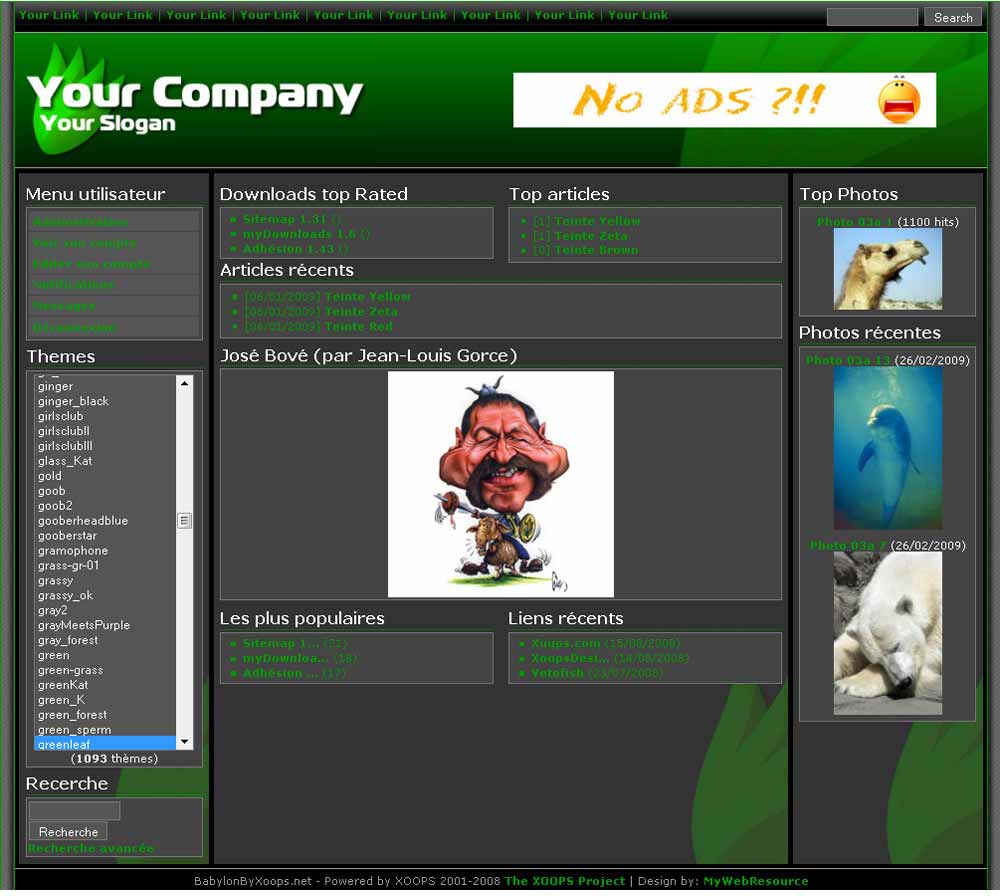 Your Link | Your Link | Your Link | Your Link | Your Link | Your Link | Your Link | Your Link | Your Link
Search
Your Company
Your Slogan
No ADS ?!!
Menu utilisateur
Administration
Voir son compte
Editer son compte
Notifications
Messages
Déconnexion
Themes
ginger
ginger_black
girlsclub
girlsclubII
girlsclubIII
glass_Kat
gold
goob
goob2
gooberheadblue
gooberstar
gramophone
grass-gr-01
grassy
grassy_ok
gray2
grayMeetsPurple
gray_forest
green
green-grass
greenKat
green_K
green_forest
green_sperm
greenleaf
(1093 thèmes)
Recerche
Recherche
Recherche avancée
Downloads top Rated
Sitemap 1.31 ()
myDownloads 1.6 ()
Adhésion 1.43 ()
Top articles
[1] Teinte Yellow
[1] Teinte Zeta
[0] Teinte Brown
Articles récents
[06/01/2009] Teinte Yellow
[06/01/2009] Teinte Zeta
[06/01/2009] Teinte Red
José Bové (par Jean-Louis Gorce)
Les plus populaires
Sitemap 1... (21)
myDownloa... (18)
Adhésion ... (17)
Liens récents
Xuups.com (15/08/2008)
XoopsDesi... (14/08/2008)
Yotofish (23/07/2008)
Top Photos
Photo 03a 1 (1100 hits)
Photos récentes
Photo 03a 13 (26/02/2009)
Photo 03a 7 (26/02/2009)
BabylonByXoops.net - Powered by XOOPS 2001-2008 The XOOPS Project | Design by: MyWebResource